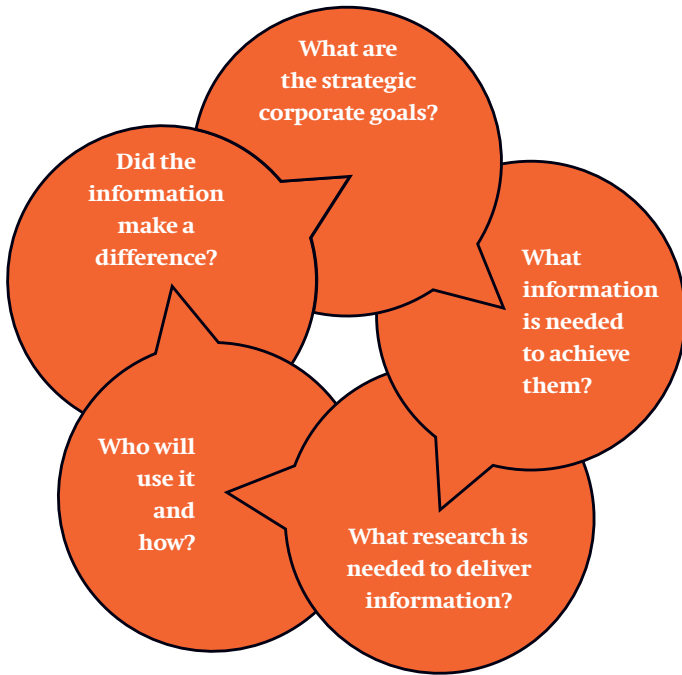 What are
the strategic
corporate goals?
What
information
is needed
to achieve
them?
What research is
needed to deliver
information?
Who will
use it
and
how?
Did the
information
make a
difference?